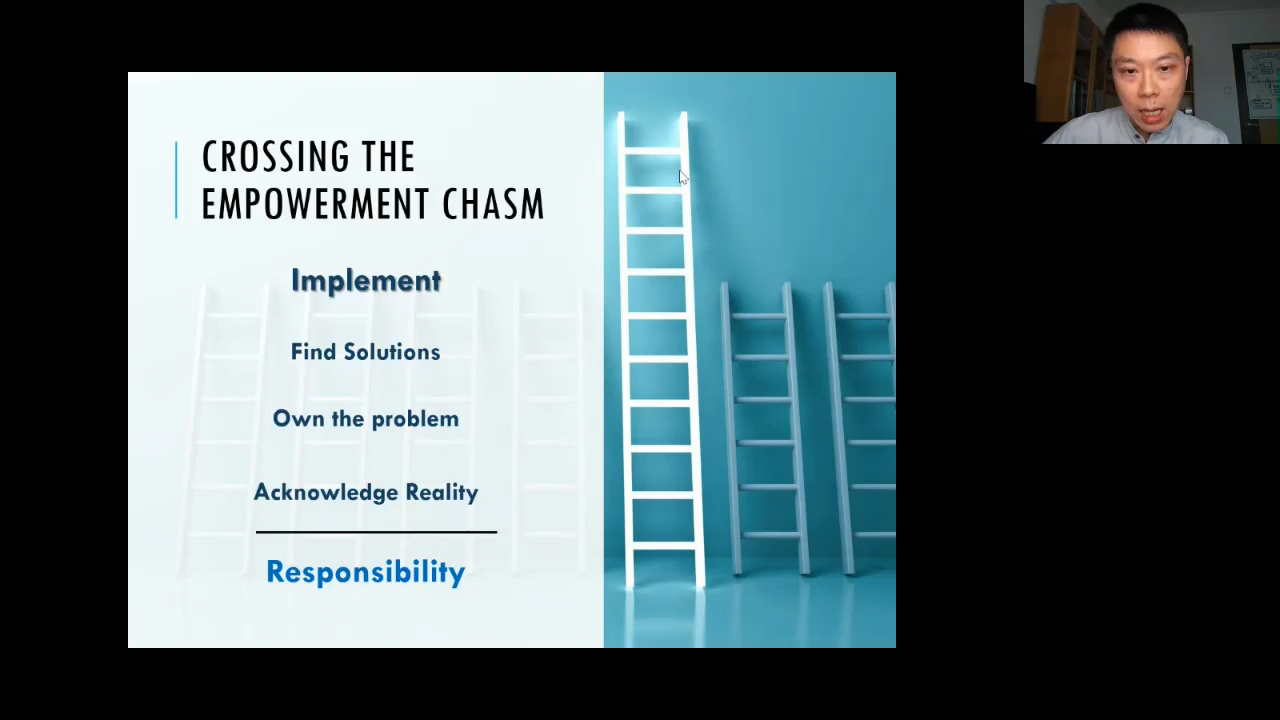 CROSSING THE
EMPOWERMENT CHASM
Implement
Find Solutions
Own the problem
Acknowledge Reality
Responsibility